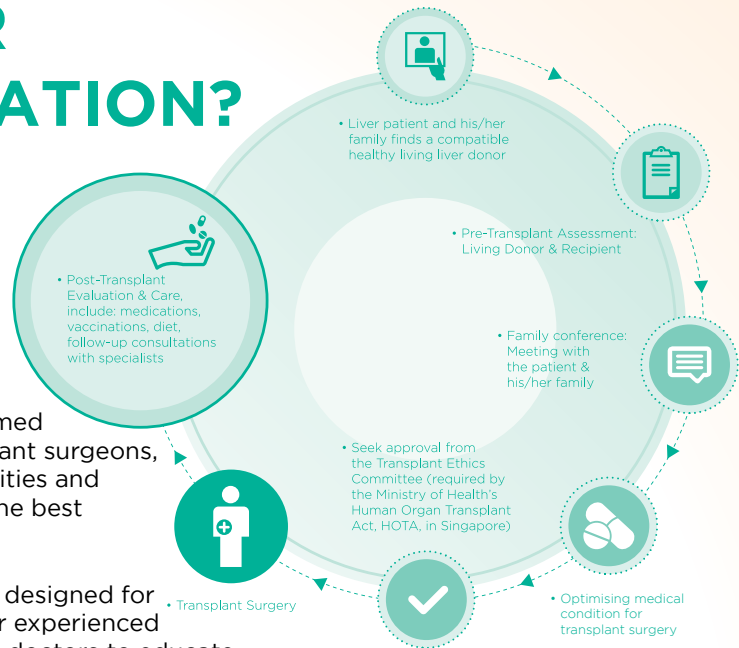 R
ATION?
• Liver patient and his/her
family finds a compatible
healthy living liver donor
• Pre-Transplant Assessment:
Living Donor & Recipient
• Family conference:
Meeting with
the patient &
his/her family
• Optimising medical
condition for
transplant surgery
• Seek approval from
the Transplant Ethics
Committee (required by
the Ministry of Health's
Human Organ Transplant
Act, HOTA, in Singapore)
• Transplant Surgery
• Post-Transplant
Evaluation & Care,
include: medications,
vaccinations, diet,
follow-up consultations
with specialists
med
ant surgeons,
ities and
he best
designed for
r experienced
doctors to educate